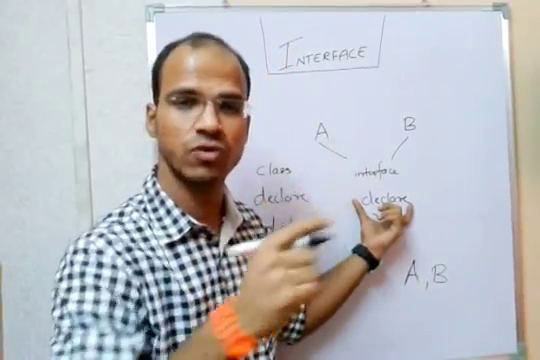 INTERFACE
A B
class interface
declare declare
A, B